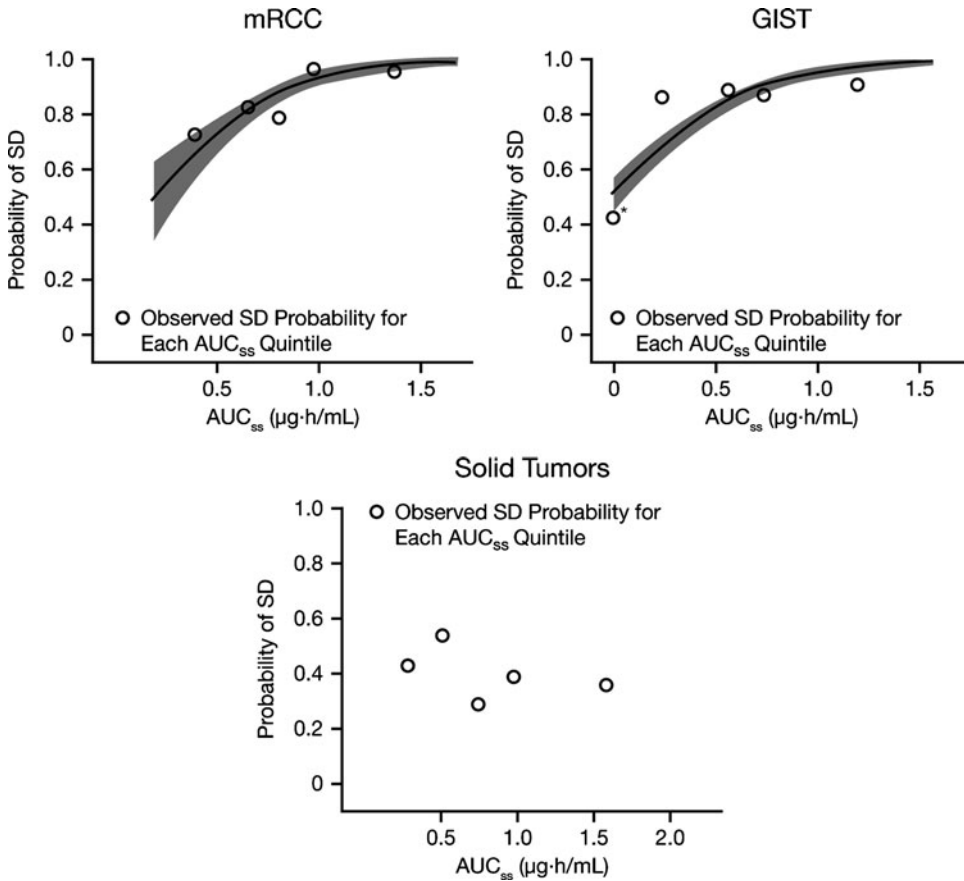 mRCC
1.0
0.8
0.6
0.4
0.2
0
Probability of SD
Observed SD Probability for
Each AUCss Quintile
0.5 1.0 1.5
AUCss (µg·h/mL)
GIST
1.0
0.8
0.6
0.4
0.2
0
Probability of SD
*
Observed SD Probability for
Each AUCss Quintile
0 0.5 1.0 1.5
AUCss (µg·h/mL)
Solid Tumors
1.0
0.8
0.6
0.4
0.2
0
Probability of SD
Observed SD Probability for
Each AUCss Quintile
0.5 1.0 1.5 2.0
AUCss (µg·h/mL)